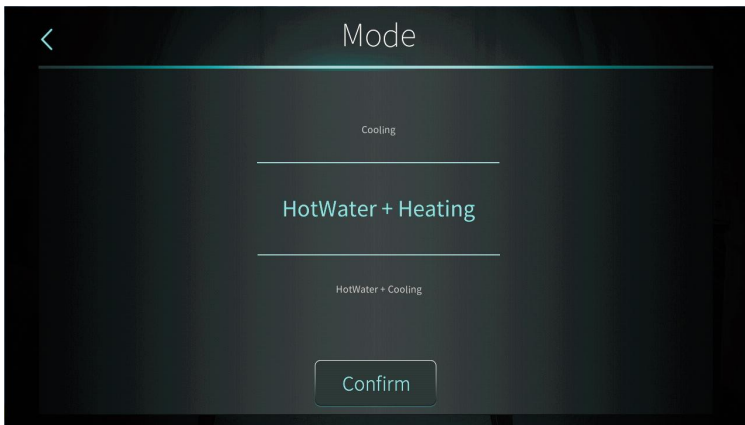 Mode
Cooling
HotWater + Heating
HotWater + Cooling
Confirm